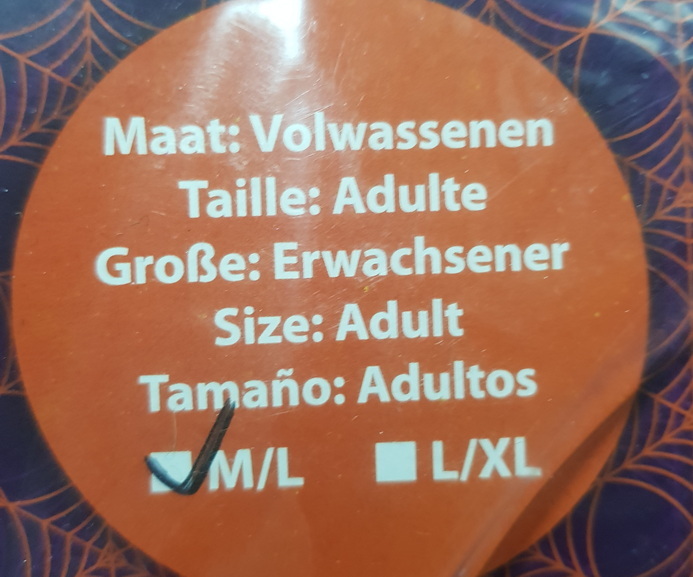 Maat: Volwassenen
Taille: Adulte
Große: Erwachsener
Size: Adult
Tamaño: Adultos
M/L L/XL